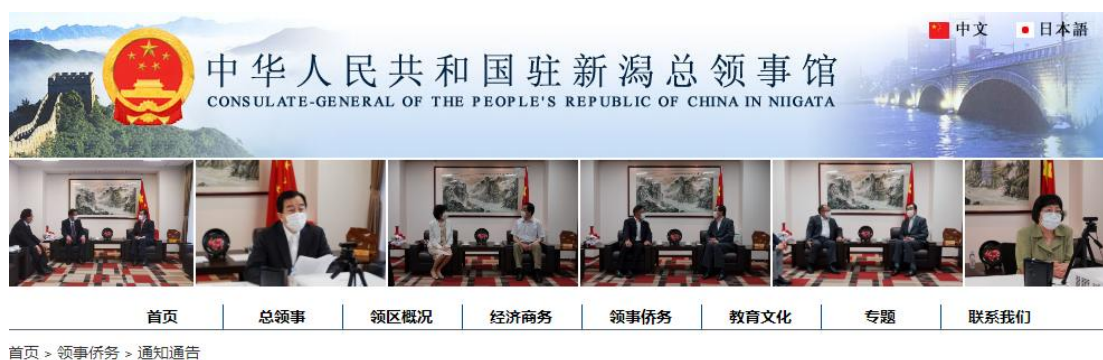 中文 日本語
中华人民共和国驻新潟总领事馆
CONSULATE-GENERAL OF THE PEOPLE'S REPUBLIC OF CHINA IN NIIGATA
首页 总领事 领区概况 经济商务 领事侨务 教育文化 专题 联系我们
首页 > 领事侨务 > 通知通告